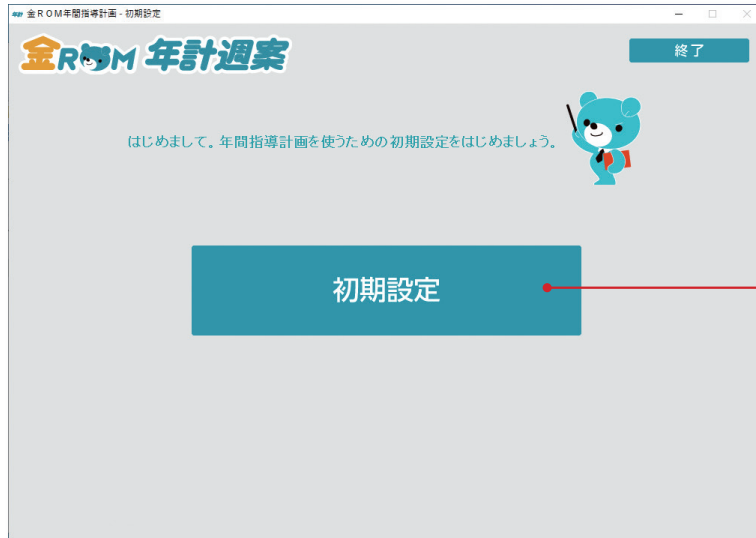 年計 金ROM年間指導計画 - 初期設定
金ROM 年計週案
終了
はじめまして。年間指導計画を使うための初期設定をはじめましょう。
初期設定